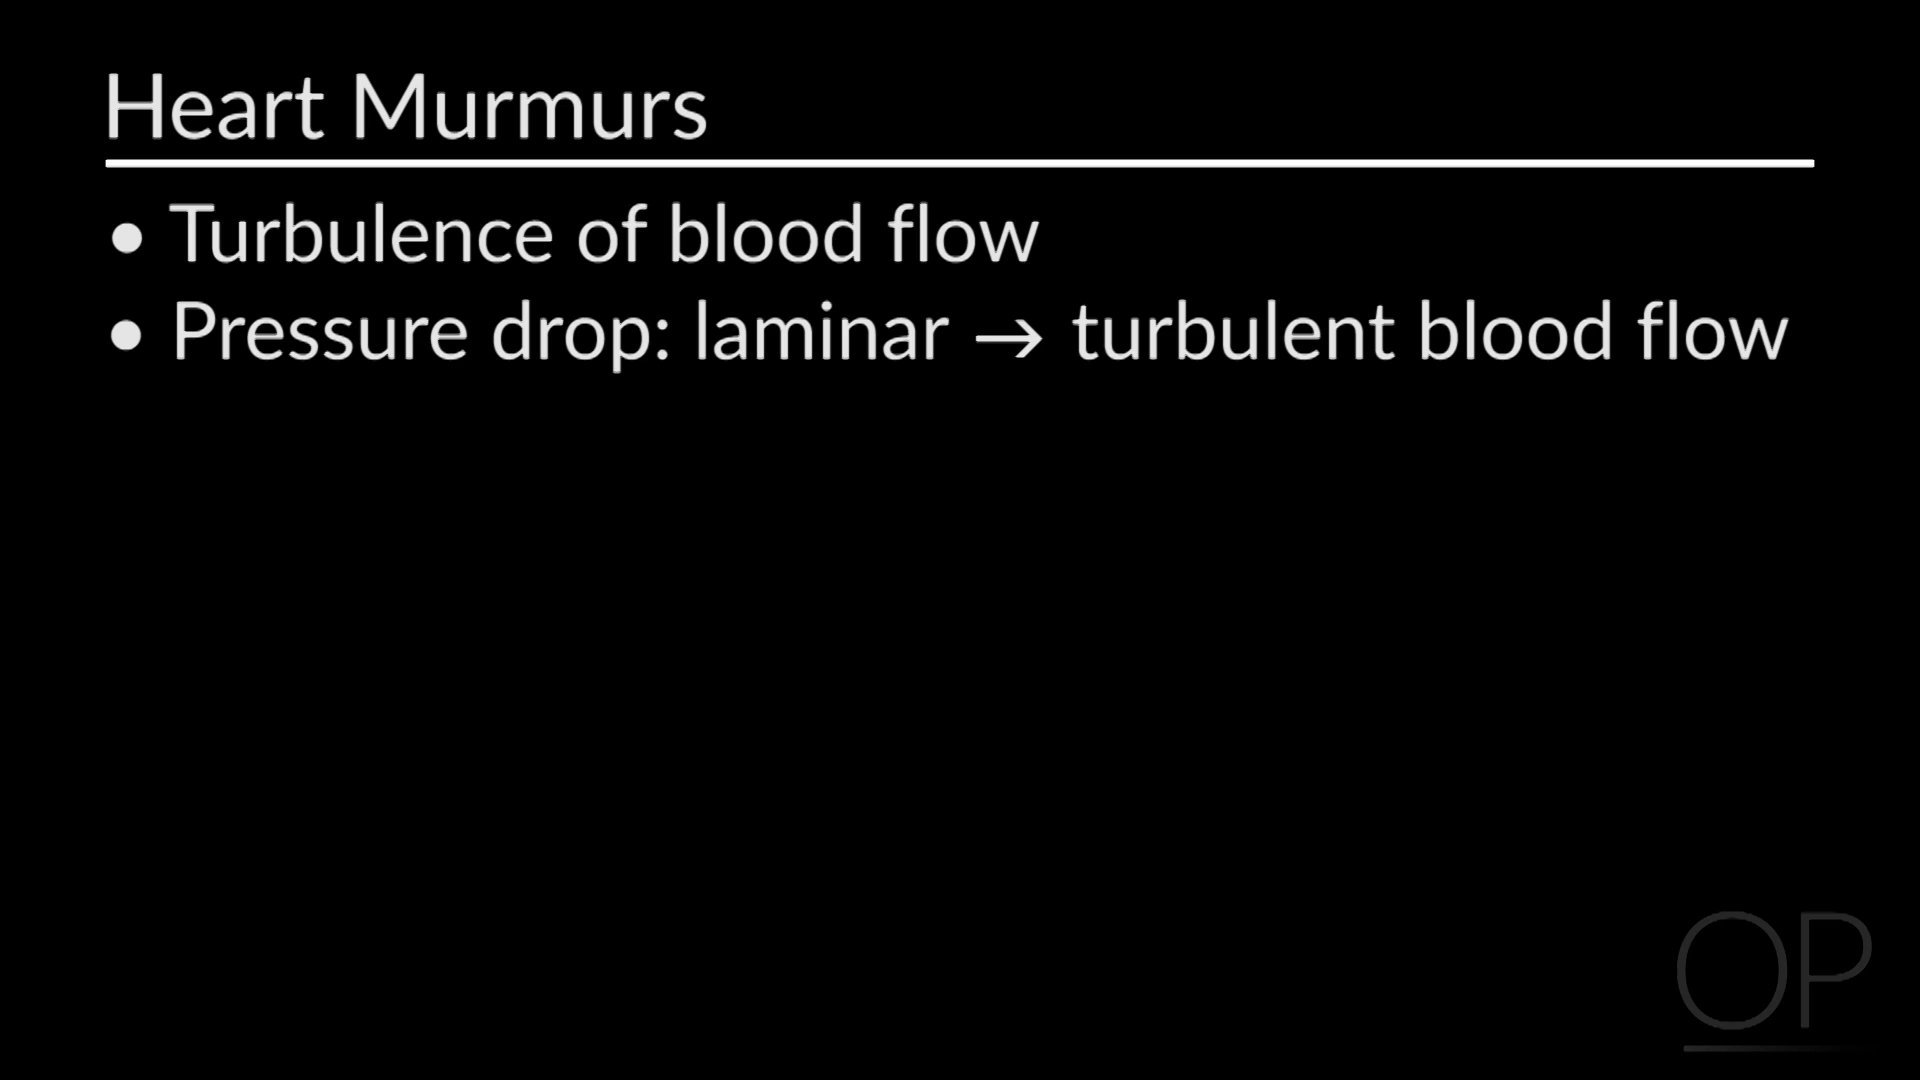 Heart Murmurs
• Turbulence of blood flow
• Pressure drop: laminar → turbulent blood flow
OP